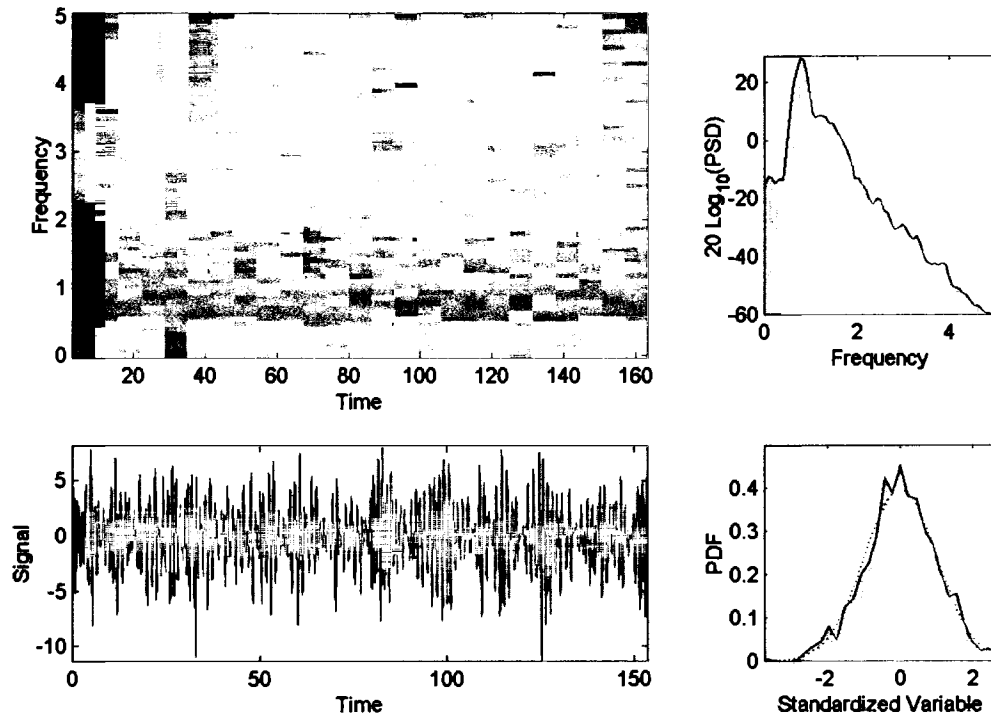 5
4
3
2
1
0
Frequency
20 40 60 80 100 120 140 160
Time
20
0
-20
-40
-60
20 Log10(PSD)
0 2 4
Frequency
5
0
-5
-10
Signal
0 50 100 150
Time
0.4
0.3
0.2
0.1
0
PDF
-2 0 2
Standardized Variable